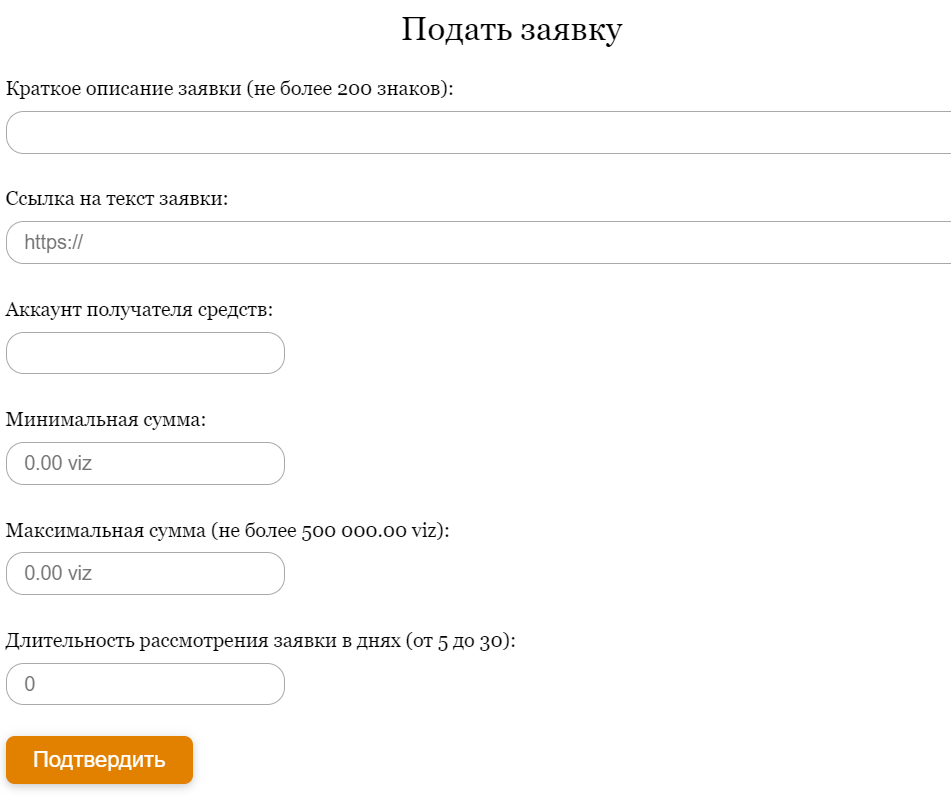 Подать заявку
Краткое описание заявки (не более 200 знаков):
Ссылка на текст заявки:
https://
Аккаунт получателя средств:
Минимальная сумма:
0.00 viz
Максимальная сумма (не более 500 000.00 viz):
0.00 viz
Длительность рассмотрения заявки в днях (от 5 до 30):
0
Подтвердить